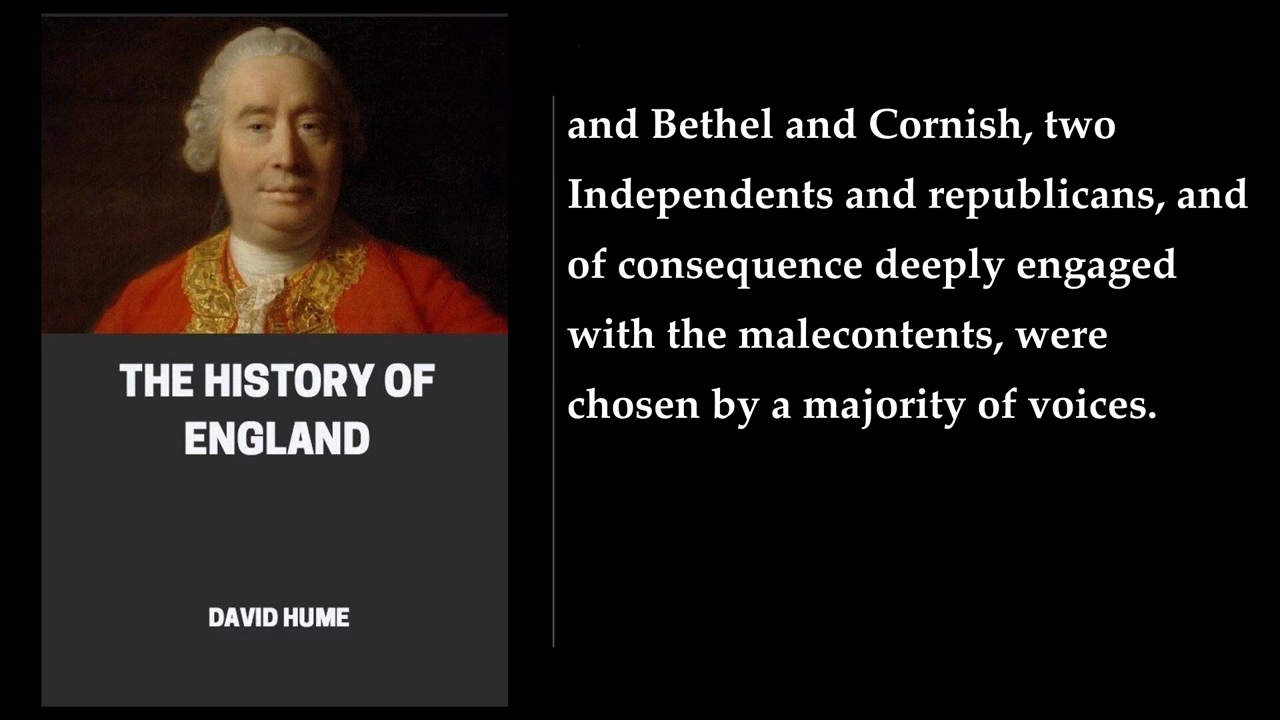 THE HISTORY OF
ENGLAND
DAVID HUME
and Bethel and Cornish, two
Independents and republicans, and
of consequence deeply engaged
with the malecontents, were
chosen by a majority of voices.